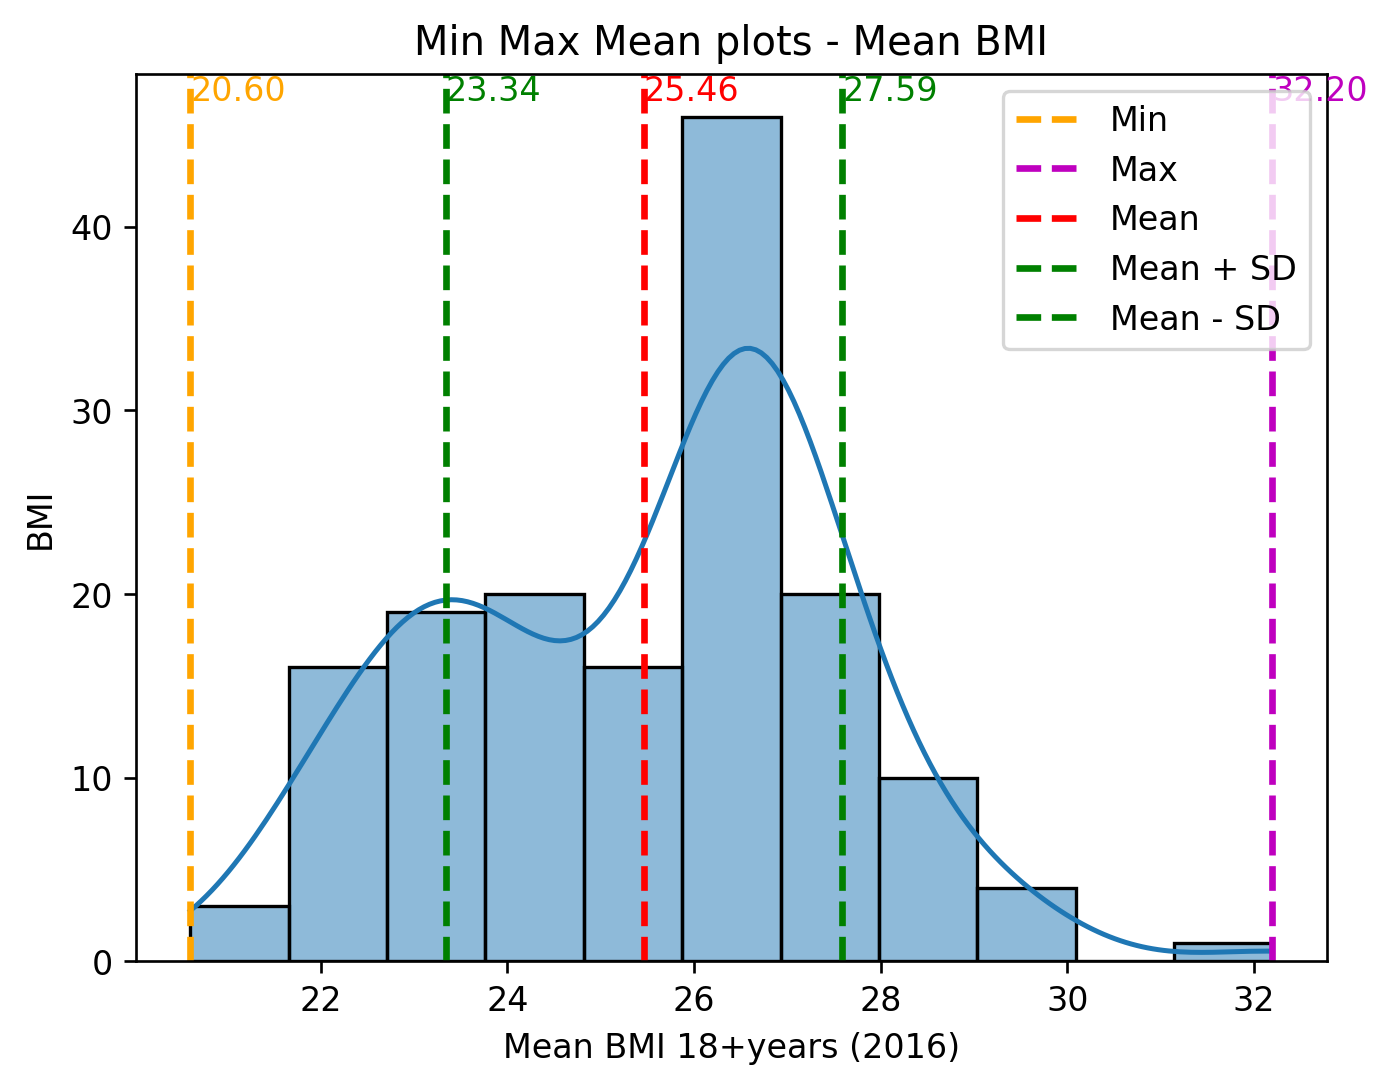 Min Max Mean plots - Mean BMI
20.60
23.34
25.46
27.59
32.20
Min
Max
Mean
Mean + SD
Mean - SD
BMI
40
30
20
10
0
22
24
26
28
30
32
Mean BMI 18+years (2016)